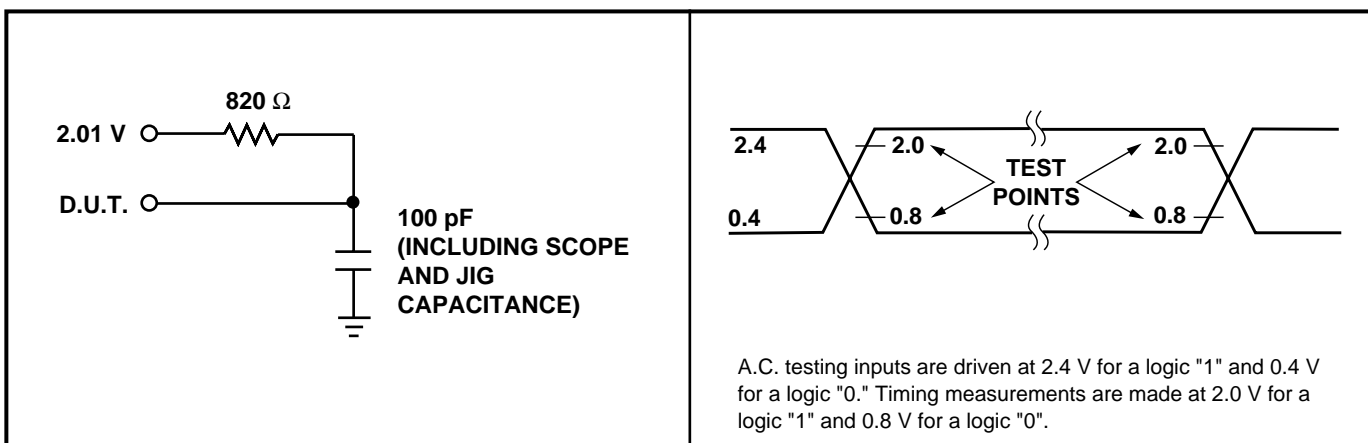 820 Ω
2.01 V
D.U.T.
100 pF
(INCLUDING SCOPE
AND JIG
CAPACITANCE)
2.4
2.0
TEST
POINTS
2.0
0.4
0.8
0.8
A.C. testing inputs are driven at 2.4 V for a logic "1" and 0.4 V
for a logic "0." Timing measurements are made at 2.0 V for a
logic "1" and 0.8 V for a logic "0".